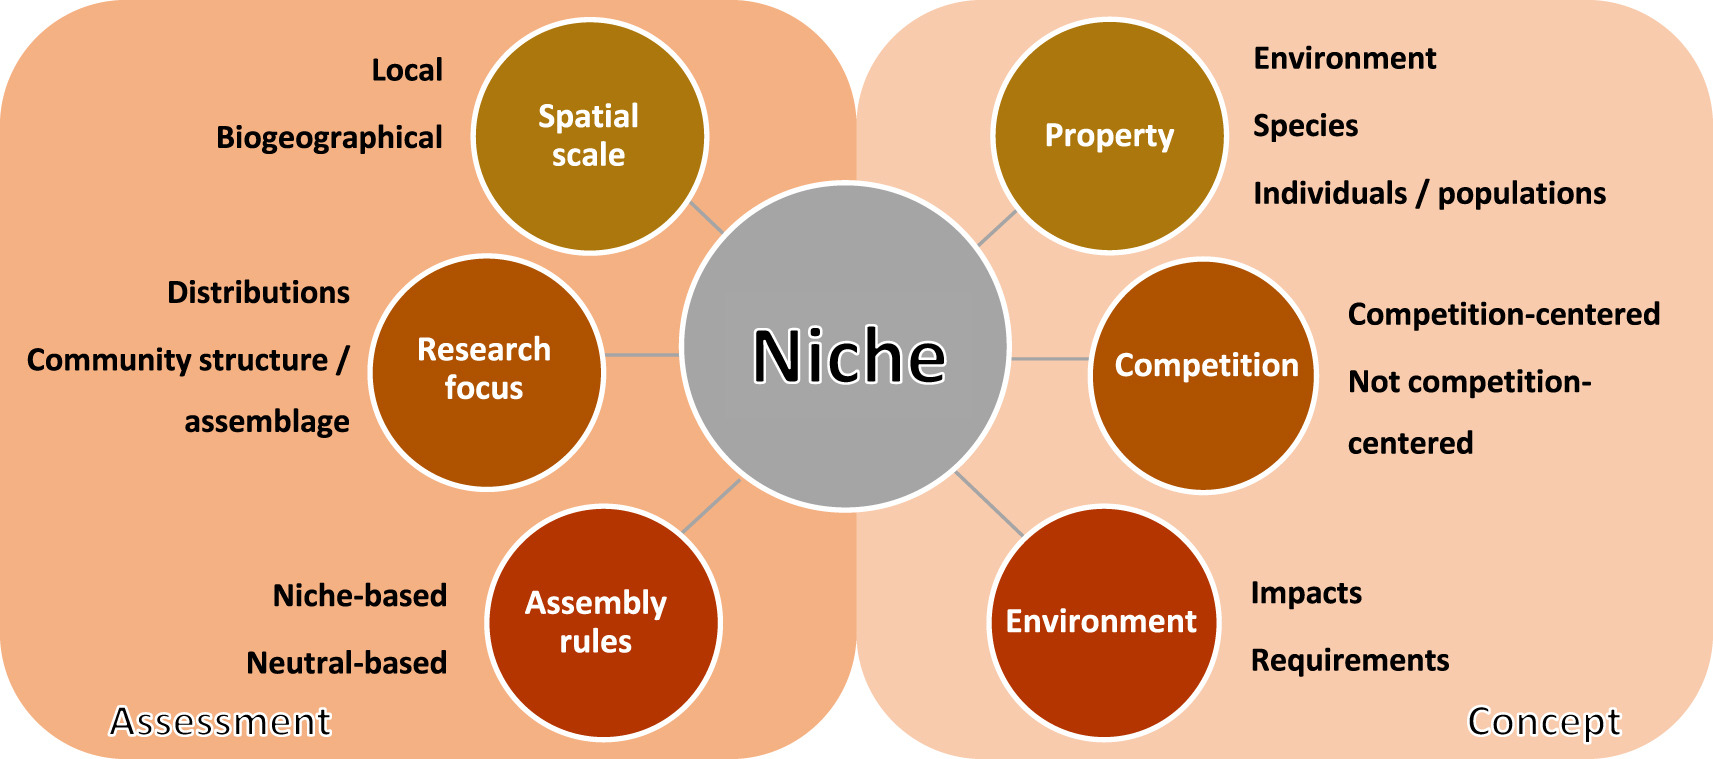 Local
Biogeographical
Spatial
scale
Distributions
Community structure /
assemblage
Research
focus
Niche-based
Neutral-based
Assembly
rules
Assessment
Niche
Property
Environment
Species
Individuals / populations
Competition
Competition-centered
Not competition-
centered
Environment
Impacts
Requirements
Concept